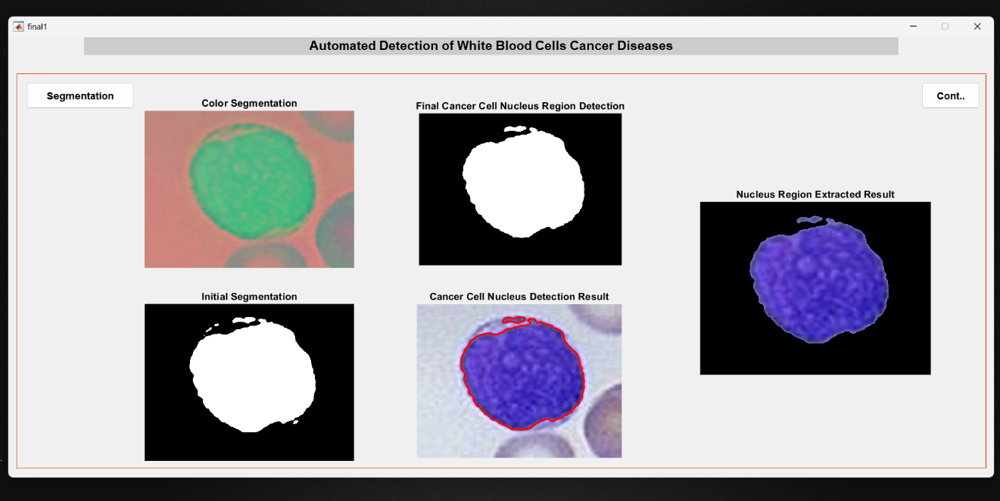 final1
Automated Detection of White Blood Cells Cancer Diseases
Segmentation
Cont..
Color Segmentation
Final Cancer Cell Nucleus Region Detection
Nucleus Region Extracted Result
Initial Segmentation
Cancer Cell Nucleus Detection Result